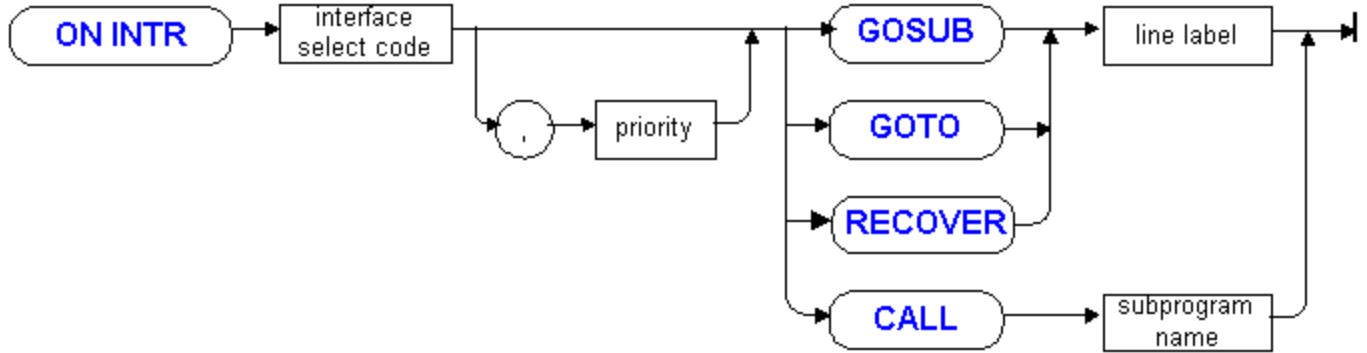 ON INTR
interface
select code
GOSUB
line label
,
priority
GOTO
RECOVER
CALL
subprogram
name